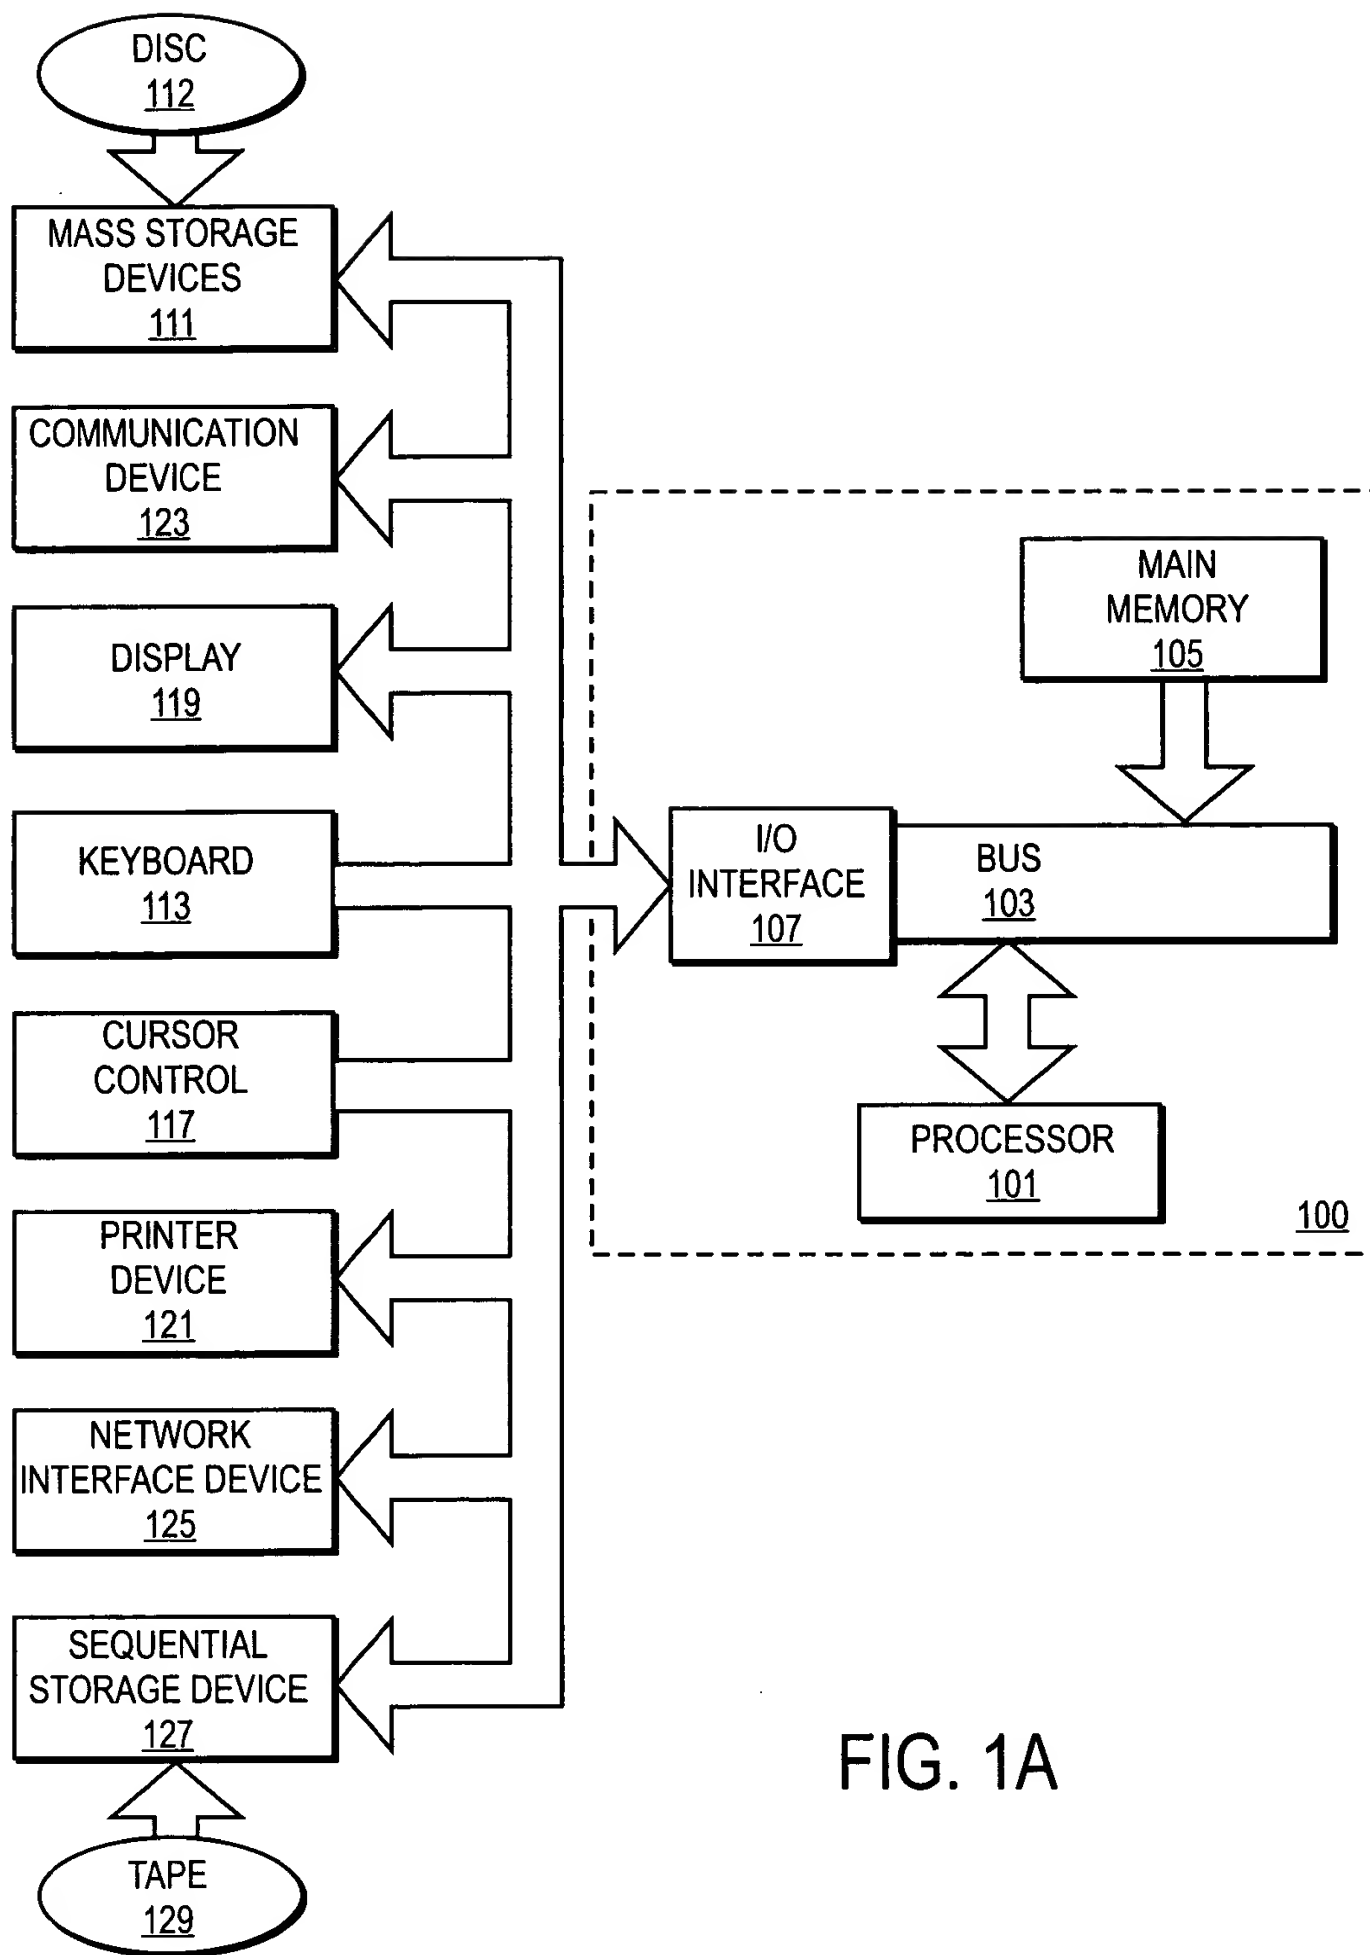 DISC
112
MASS STORAGE
DEVICES
111
COMMUNICATION
DEVICE
123
DISPLAY
119
KEYBOARD
113
CURSOR
CONTROL
117
PRINTER
DEVICE
121
NETWORK
INTERFACE DEVICE
125
SEQUENTIAL
STORAGE DEVICE
127
TAPE
129
MAIN
MEMORY
105
I/O
INTERFACE
107
BUS
103
PROCESSOR
101
100
FIG. 1A